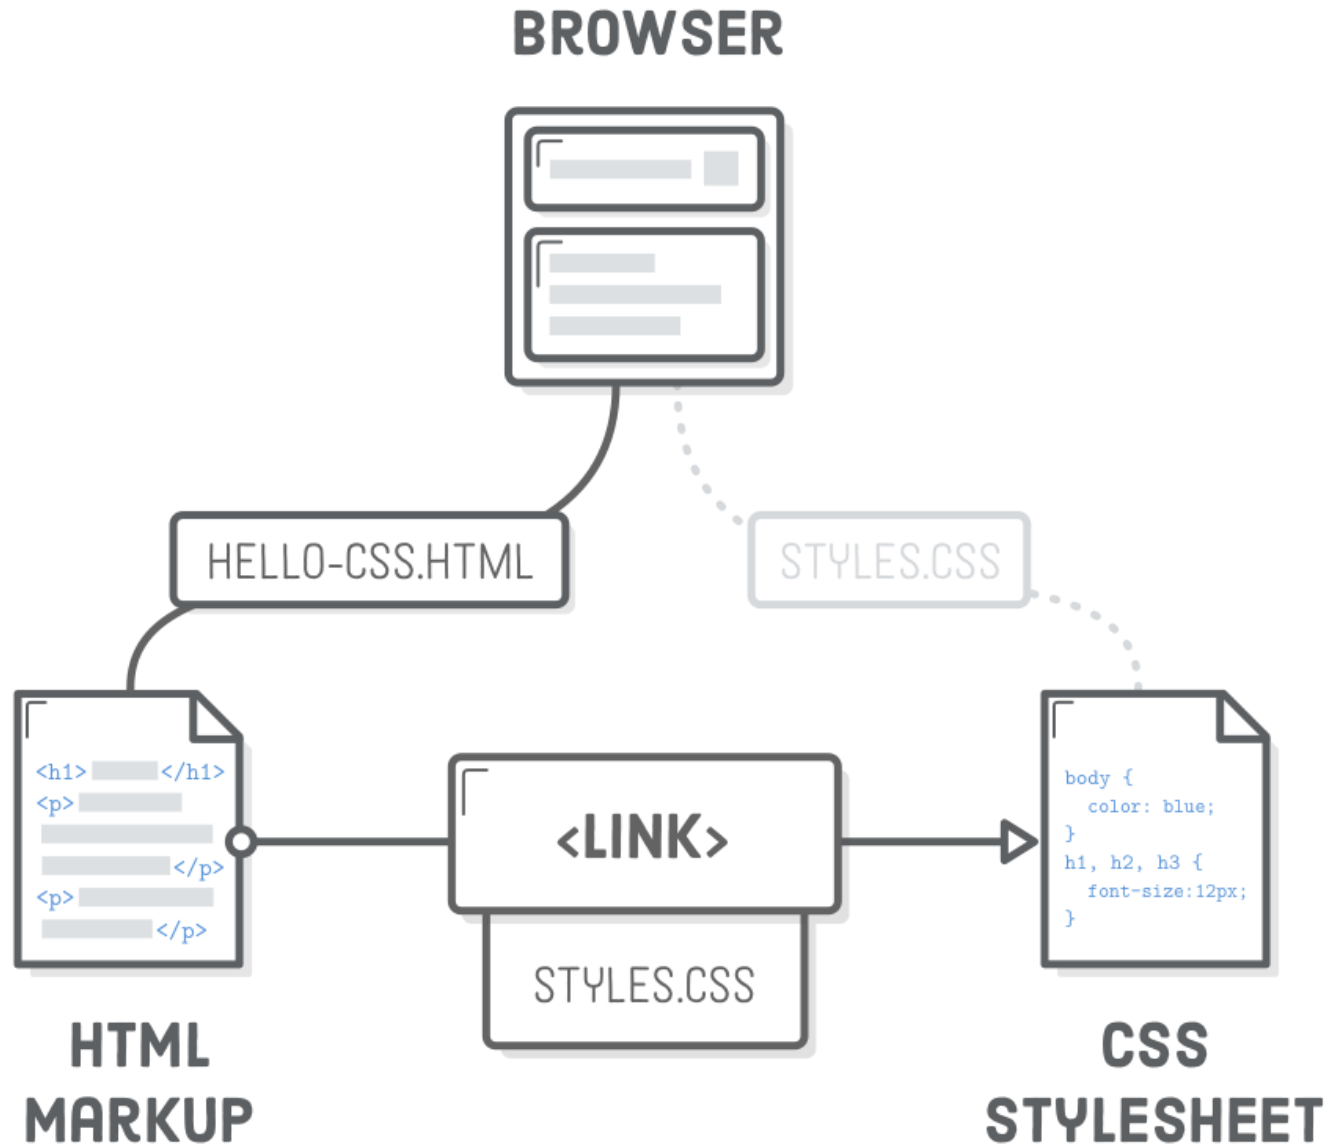 BROWSER
HELLO-CSS.HTML
STYLES.CSS
<h1> </h1>
<p>
</p>
<p>
</p>
<LINK>
STYLES.CSS
body {
color: blue;
}
h1, h2, h3 {
font-size:12px;
}
HTML
MARKUP
CSS
STYLESHEET